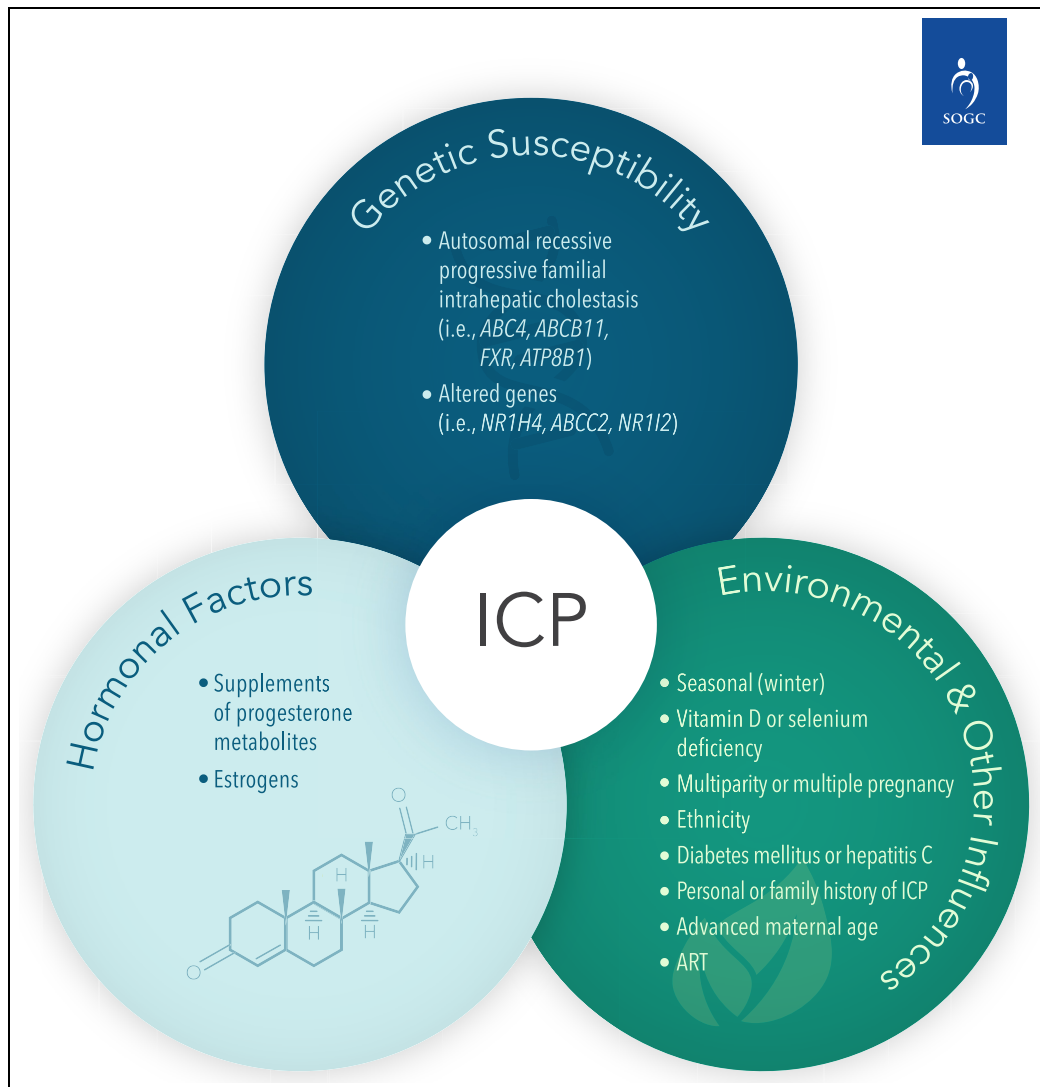 SOGC
Genetic Susceptibility
• Autosomal recessive
progressive familial
intrahepatic cholestasis
(i.e., ABC4, ABCB11,
FXR, ATP8B1)
• Altered genes
(i.e., NR1H4, ABCC2, NR1I2)
ICP
Hormonal Factors
• Supplements
of progesterone
metabolites
• Estrogens
O
CH3
H
H
H
H
O
Environmental & Other Influences
• Seasonal (winter)
• Vitamin D or selenium
deficiency
• Multiparity or multiple pregnancy
• Ethnicity
• Diabetes mellitus or hepatitis C
• Personal or family history of ICP
• Advanced maternal age
• ART